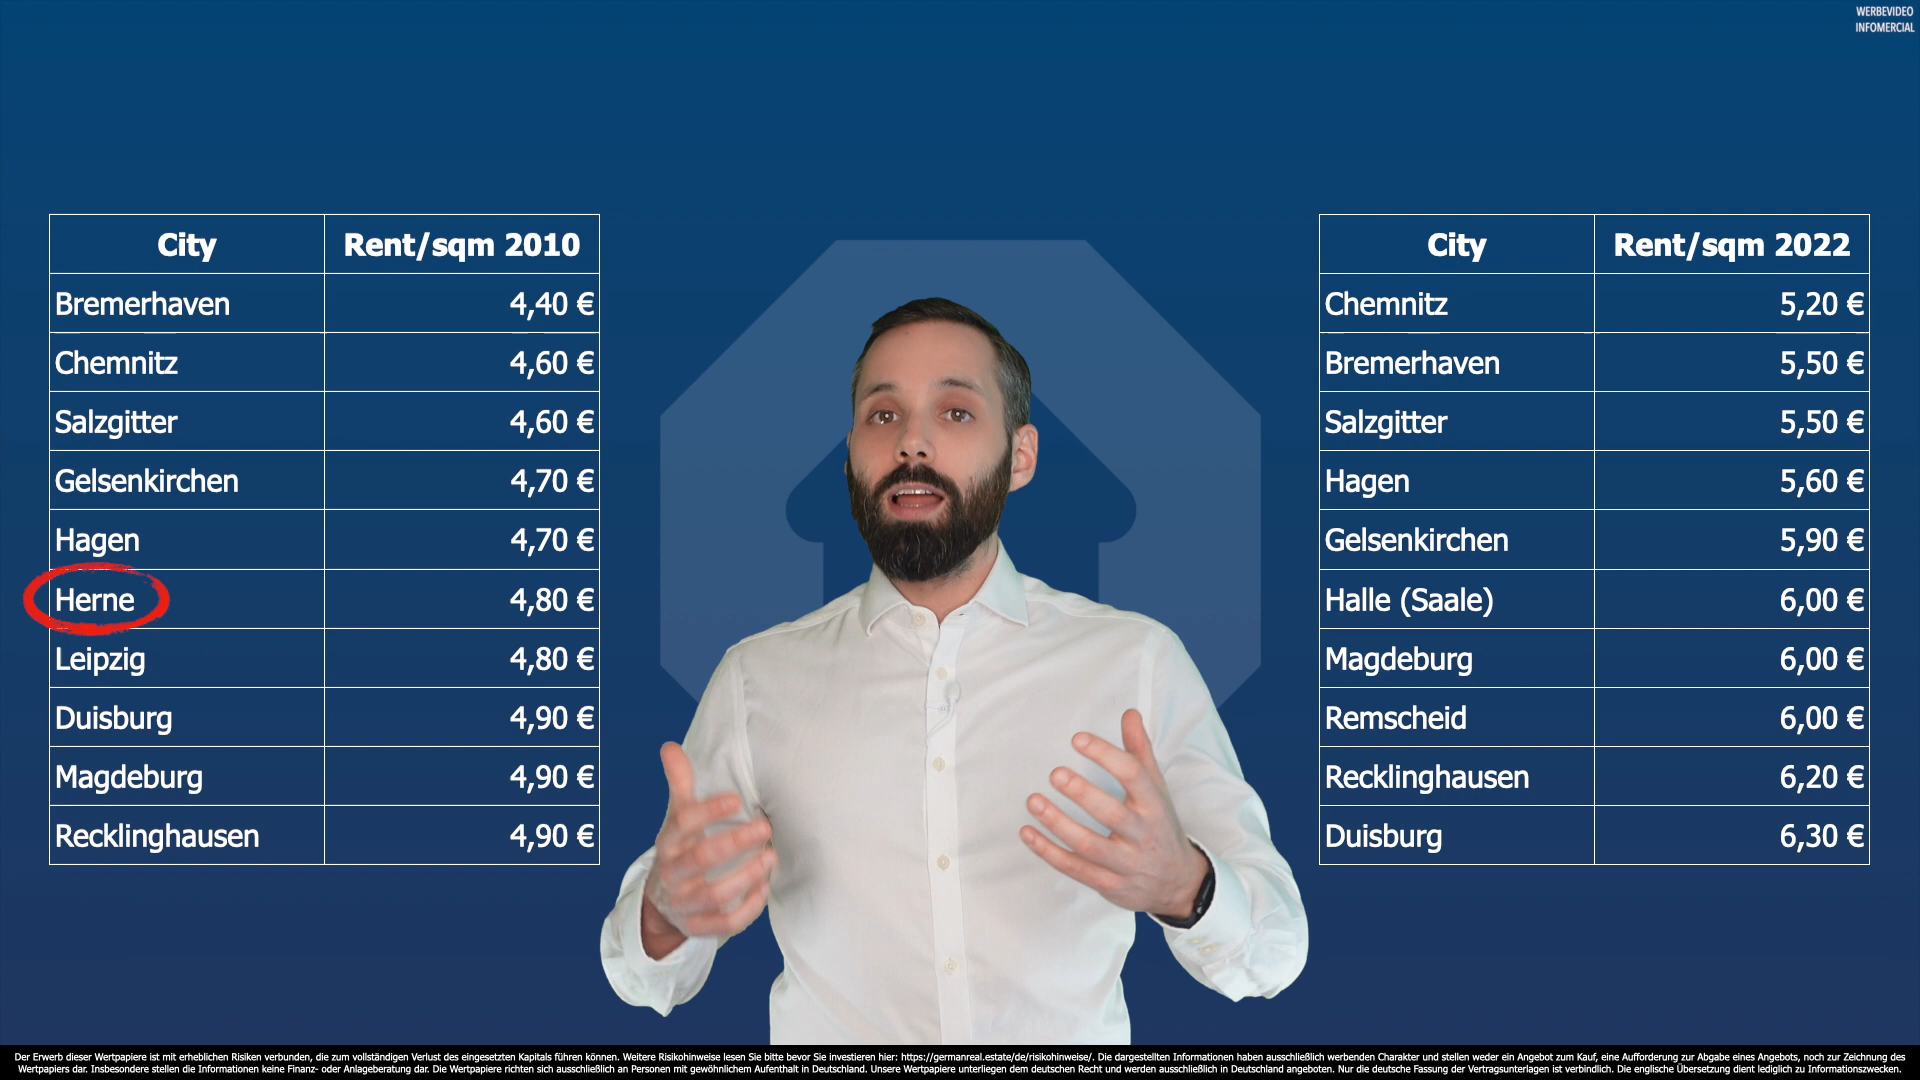 WERBEVIDEO
INFOMERCIAL
City Rent/sqm 2010
Bremerhaven 4,40 €
Chemnitz 4,60 €
Salzgitter 4,60 €
Gelsenkirchen 4,70 €
Hagen 4,70 €
Herne 4,80 €
Leipzig 4,80 €
Duisburg 4,90 €
Magdeburg 4,90 €
Recklinghausen 4,90 €
City Rent/sqm 2022
Chemnitz 5,20 €
Bremerhaven 5,50 €
Salzgitter 5,50 €
Hagen 5,60 €
Gelsenkirchen 5,90 €
Halle (Saale) 6,00 €
Magdeburg 6,00 €
Remscheid 6,00 €
Recklinghausen 6,20 €
Duisburg 6,30 €
Der Erwerb dieser Wertpapiere ist mit erheblichen Risiken verbunden, die zum vollständigen Verlust des eingesetzten Kapitals führen können. Weitere Risikohinweise lesen Sie bitte bevor Sie investieren hier: https://germanreal.estate/de/risikohinweise/. Die dargestellten Informationen haben ausschließlich werbenden Charakter und stellen weder ein Angebot zum Kauf, eine Aufforderung zur Abgabe eines Angebots, noch zur Zeichnung des
Wertpapiers dar. Insbesondere stellen die Informationen keine Finanz- oder Anlageberatung dar. Die Wertpapiere richten sich ausschließlich an Personen mit gewöhnlichem Aufenthalt in Deutschland. Unsere Wertpapiere unterliegen dem deutschen Recht und werden ausschließlich in Deutschland angeboten. Nur die deutsche Fassung der Vertragsunterlagen ist verbindlich. Die englische Übersetzung dient lediglich zu Informationszwecken.